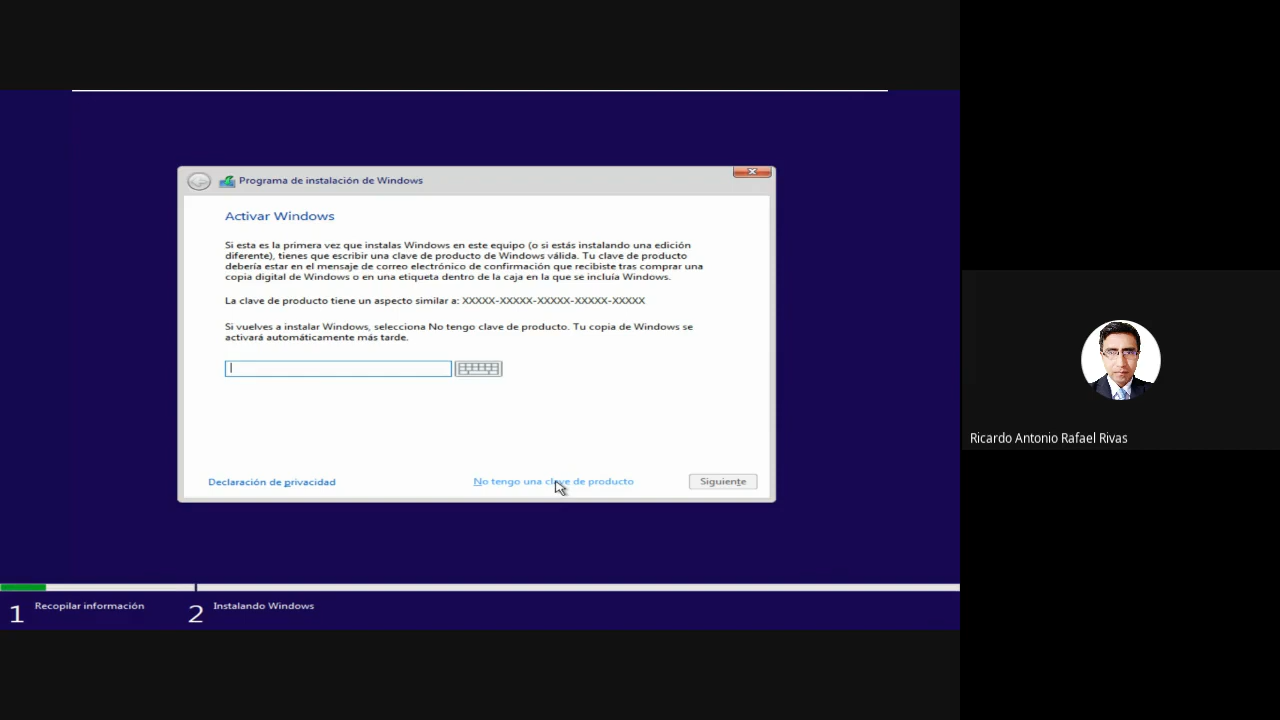 Programa de instalación de Windows
Activar Windows
Si esta es la primera vez que instalas Windows en este equipo (o si estás instalando una edición
diferente), tienes que escribir una clave de producto de Windows válida. Tu clave de producto
debería estar en el mensaje de correo electrónico de confirmación que recibiste tras comprar una
copia digital de Windows o en una etiqueta dentro de la caja en la que se incluía Windows.
La clave de producto tiene un aspecto similar a: XXXXX-XXXXX-XXXXX-XXXXX-XXXXX
Si vuelves a instalar Windows, selecciona No tengo clave de producto. Tu copia de Windows se
activará automáticamente más tarde.
Declaración de privacidad
No tengo una clave de producto
Siguiente
Ricardo Antonio Rafael Rivas
1 Recopilar información
2 Instalando Windows